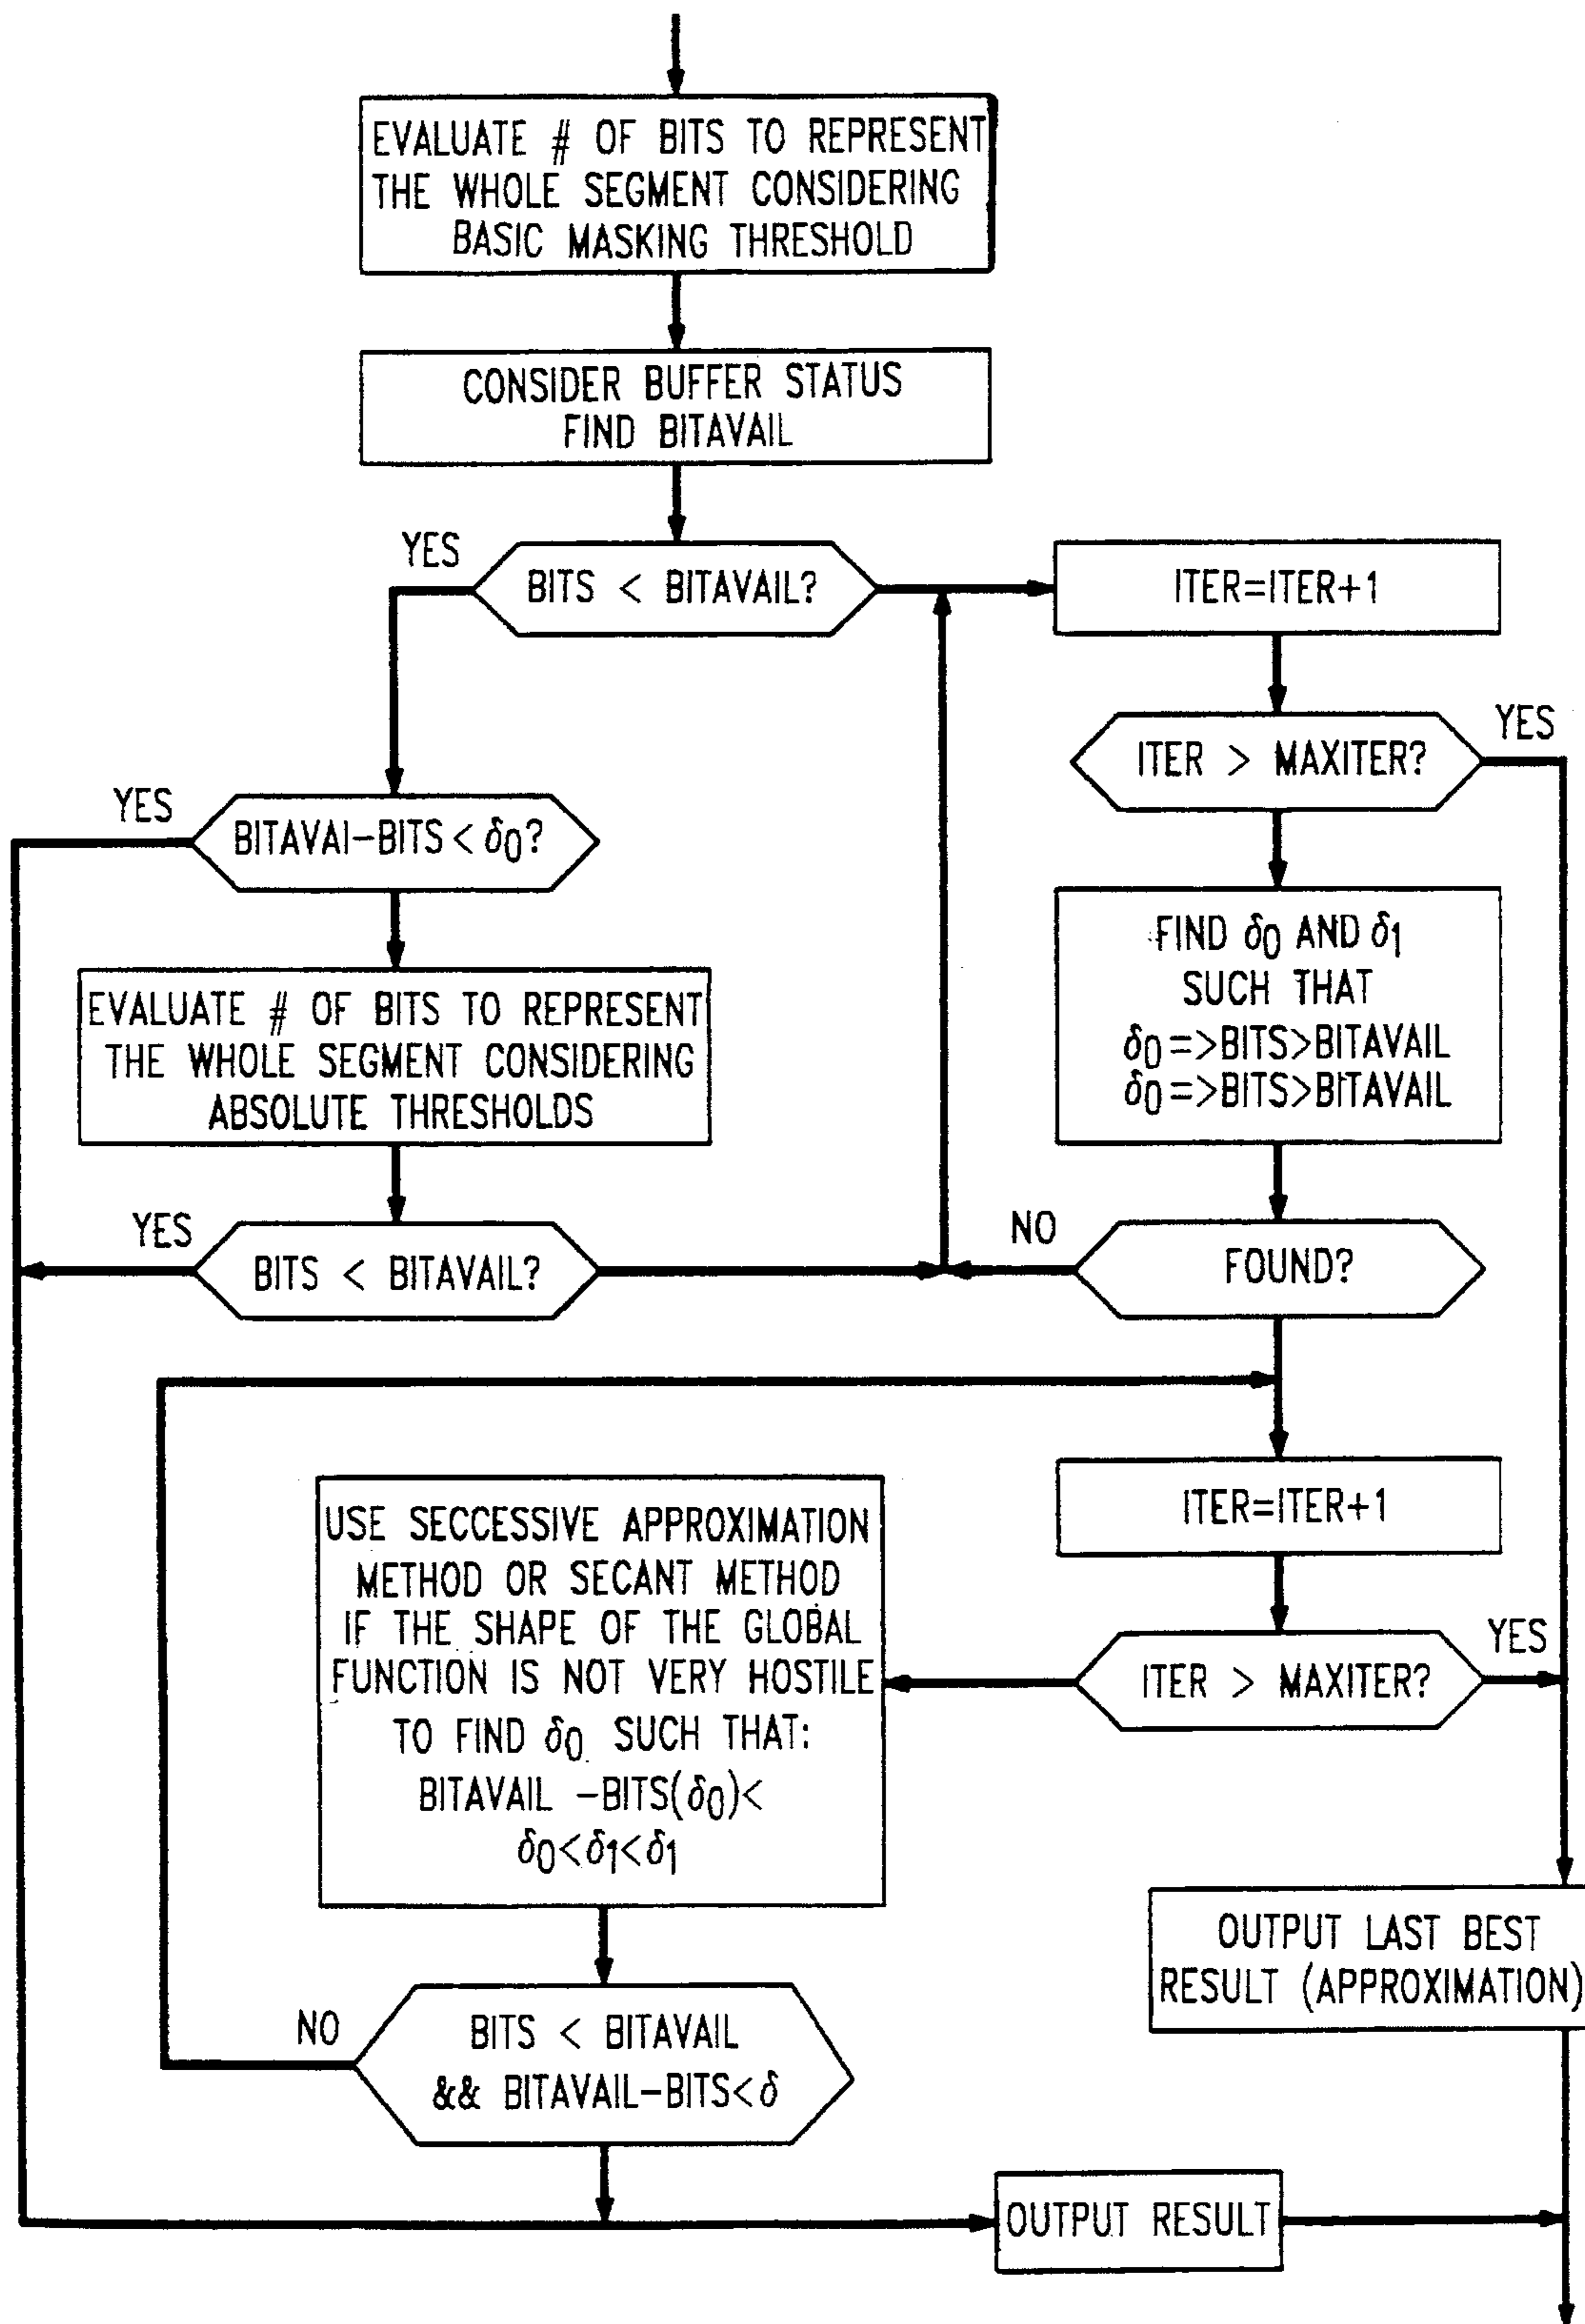 EVALUATE # OF BITS TO REPRESENT
THE WHOLE SEGMENT CONSIDERING
BASIC MASKING THRESHOLD
CONSIDER BUFFER STATUS
FIND BITAVAIL
YES
BITS < BITAVAIL?
ITER=ITER+1
ITER > MAXITER?
YES
YES
BITAVAI-BITS < δ0?
FIND δ0 AND δ1
SUCH THAT
δ0=>BITS>BITAVAIL
δ0=>BITS>BITAVAIL
EVALUATE # OF BITS TO REPRESENT
THE WHOLE SEGMENT CONSIDERING
ABSOLUTE THRESHOLDS
YES
BITS < BITAVAIL?
NO
FOUND?
ITER=ITER+1
USE SECCESSIVE APPROXIMATION
METHOD OR SECANT METHOD
IF THE SHAPE OF THE GLOBAL
FUNCTION IS NOT VERY HOSTILE
TO FIND δ0 SUCH THAT:
BITAVAIL -BITS(δ0)<
δ0<δ1<δ1
ITER > MAXITER?
YES
OUTPUT LAST BEST
RESULT (APPROXIMATION)
NO
BITS < BITAVAIL
&& BITAVAIL-BITS<δ
OUTPUT RESULT